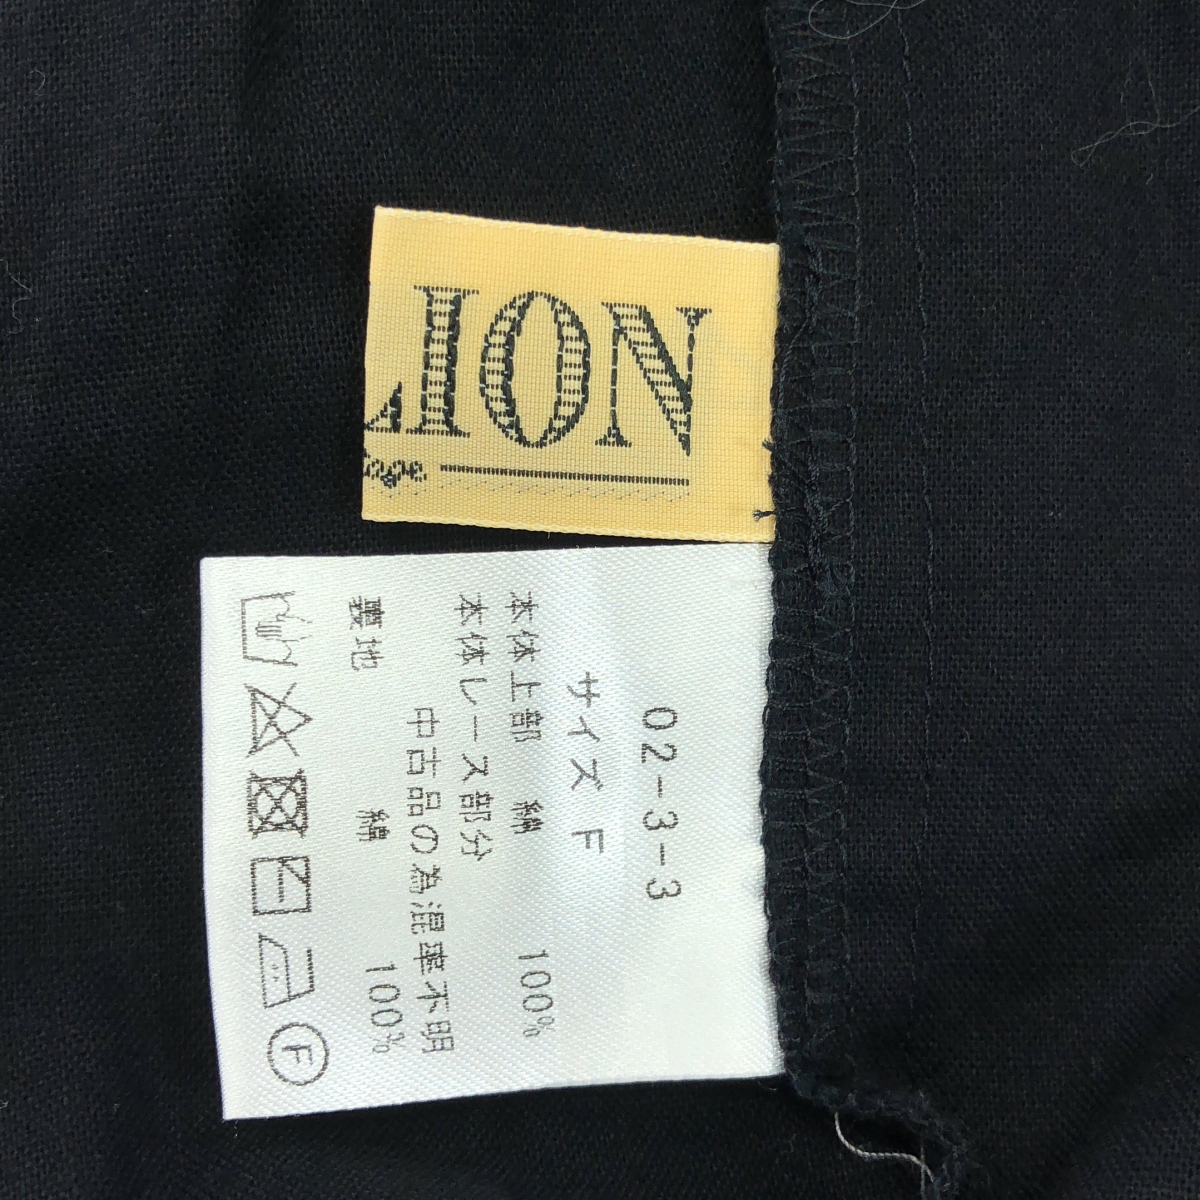 LION
02-3-3
サイズ F
本体上部 綿 100%
本体レース部分
中古品の為混率不明
裏地 綿 100%
F